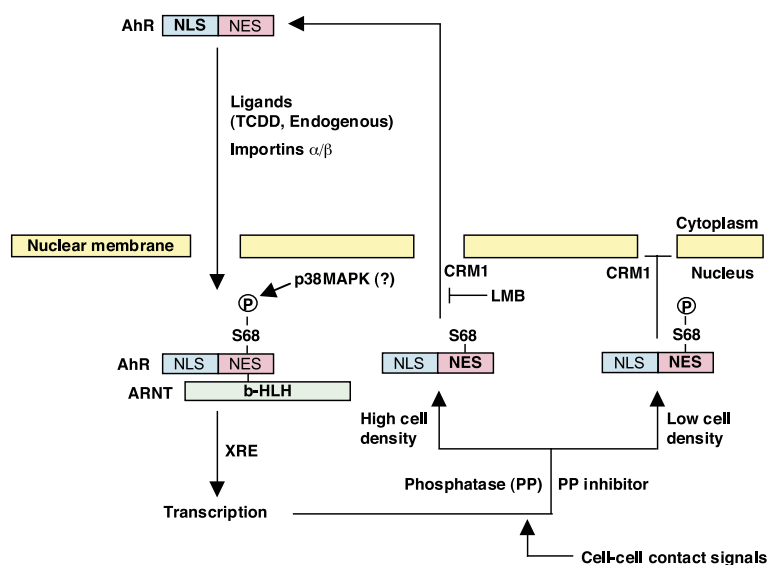 AhR NLS NES
Ligands
(TCDD, Endogenous)
Importins α/β
Cytoplasm
Nuclear membrane
CRM1
CRM1
Nucleus
p38MAPK (?)
LMB
P
P
S68
S68
S68
AhR NLS NES
NLS NES
NLS NES
ARNT b-HLH
High cell
density
Low cell
density
XRE
Phosphatase (PP) PP inhibitor
Transcription
Cell-cell contact signals